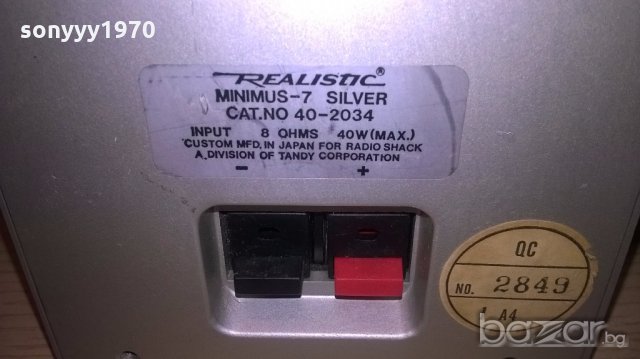 sonyyy1970
REALISTIC®
MINIMUS-7 SILVER
CAT.NO 40-2034
INPUT 8 OHMS 40W(MAX.)
CUSTOM MFD. IN JAPAN FOR RADIO SHACK
A DIVISION OF TANDY CORPORATION
- +
QC
NO. 2849
A4
bazar.bg